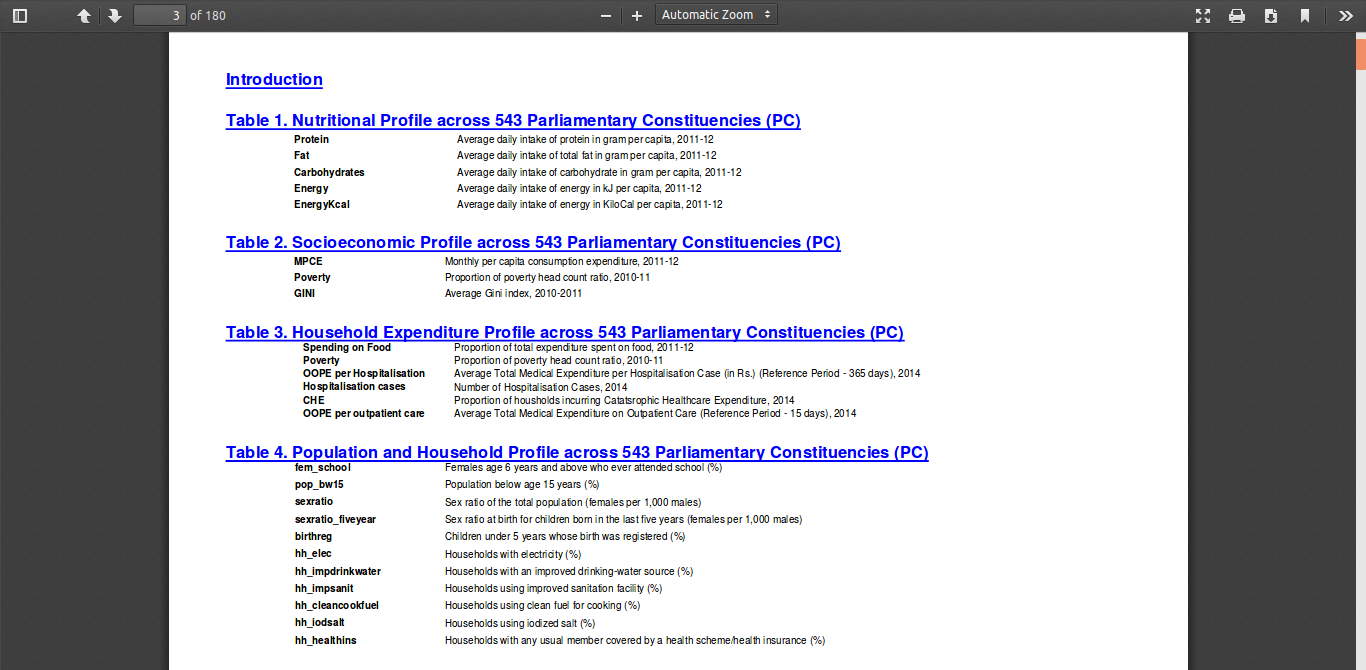 3 of 180 Automatic Zoom
Introduction
Table 1. Nutritional Profile across 543 Parliamentary Constituencies (PC)
Protein Average daily intake of protein in gram per capita, 2011-12
Fat Average daily intake of total fat in gram per capita, 2011-12
Carbohydrates Average daily intake of carbohydrate in gram per capita, 2011-12
Energy Average daily intake of energy in kJ per capita, 2011-12
EnergyKcal Average daily intake of energy in KiloCal per capita, 2011-12
Table 2. Socioeconomic Profile across 543 Parliamentary Constituencies (PC)
MPCE Monthly per capita consumption expenditure, 2011-12
Poverty Proportion of poverty head count ratio, 2010-11
GINI Average Gini index, 2010-2011
Table 3. Household Expenditure Profile across 543 Parliamentary Constituencies (PC)
Spending on Food Proportion of total expenditure spent on food, 2011-12
Poverty Proportion of poverty head count ratio, 2010-11
OOPE per Hospitalisation Average Total Medical Expenditure per Hospitalisation Case (in Rs.) (Reference Period - 365 days), 2014
Hospitalisation cases Number of Hospitalisation Cases, 2014
CHE Proportion of housholds incurring Catatsrophic Healthcare Expenditure, 2014
OOPE per outpatient care Average Total Medical Expenditure on Outpatient Care (Reference Period - 15 days), 2014
Table 4. Population and Household Profile across 543 Parliamentary Constituencies (PC)
fem_school Females age 6 years and above who ever attended school (%)
pop_bw15 Population below age 15 years (%)
sexratio Sex ratio of the total population (females per 1,000 males)
sexratio_fiveyear Sex ratio at birth for children born in the last five years (females per 1,000 males)
birthreg Children under 5 years whose birth was registered (%)
hh_elec Households with electricity (%)
hh_impdrinkwater Households with an improved drinking-water source (%)
hh_impsanit Households using improved sanitation facility (%)
hh_cleancookfuel Households using clean fuel for cooking (%)
hh_iodsalt Households using iodized salt (%)
hh_healthins Households with any usual member covered by a health scheme/health insurance (%)